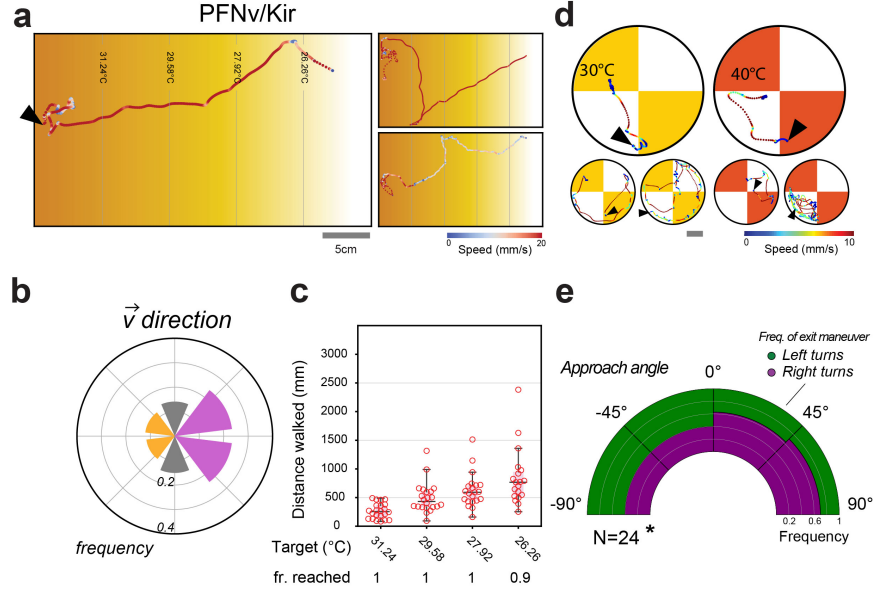 a
PFNv/Kir
31.24°C
29.58°C
27.92°C
26.26°C
5cm
0
20
Speed (mm/s)
d
30°C
40°C
0
10
Speed (mm/s)
b
v direction
0.2
0.4
frequency
c
Distance walked (mm)
3500
3000
2500
2000
1500
1000
500
0
Target (°C)
31.24
29.58
27.92
26.26
fr. reached
1
1
1
0.9
e
Freq. of exit maneuver
Left turns
Right turns
Approach angle
0°
-45°
45°
-90°
90°
0.2
0.6
1
Frequency
N=24 *